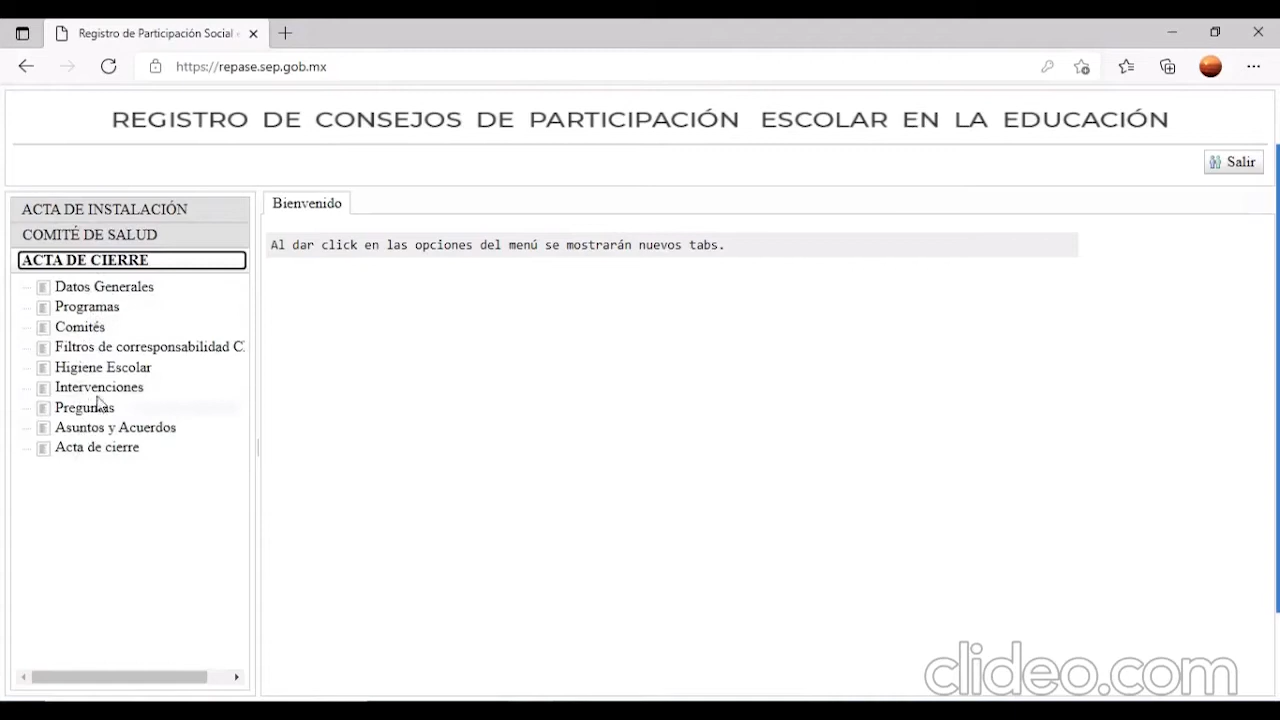 Registro de Participación Social
https://repase.sep.gob.mx
REGISTRO DE CONSEJOS DE PARTICIPACIÓN ESCOLAR EN LA EDUCACIÓN
Salir
ACTA DE INSTALACIÓN
COMITÉ DE SALUD
ACTA DE CIERRE
Datos Generales
Programas
Comités
Filtros de corresponsabilidad
Higiene Escolar
Intervenciones
Preguntas
Asuntos y Acuerdos
Acta de cierre
Bienvenido
Al dar click en las opciones del menú se mostrarán nuevos tabs.
clideo.com